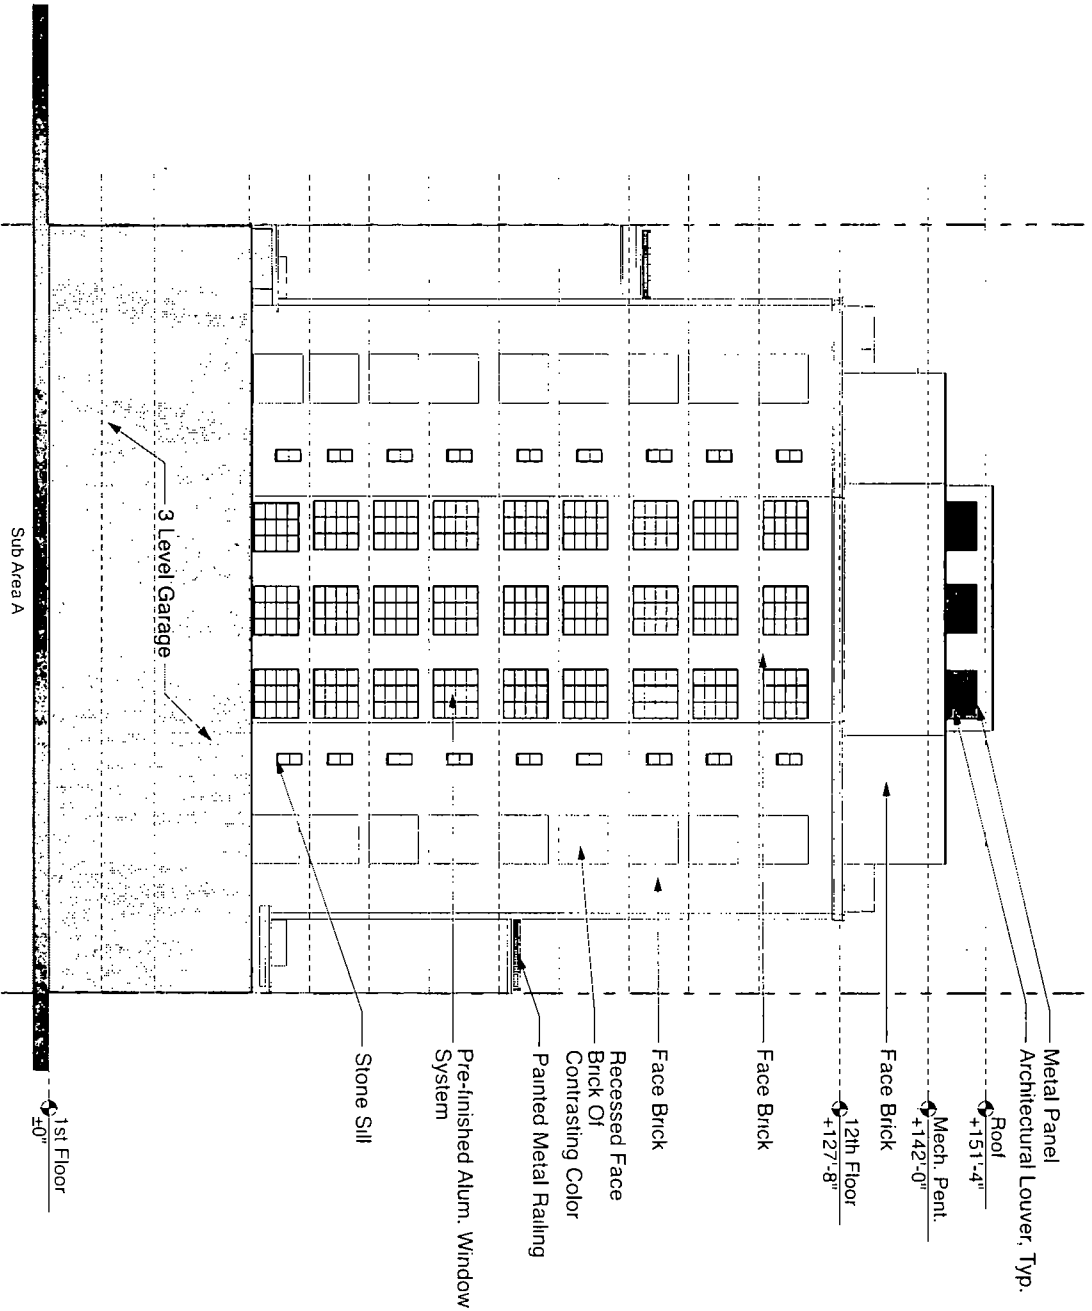 Metal Panel
Architectural Louver, Typ.
Roof
+151'-4"
Mech. Pent.
+142'-0"
Face Brick
12th Floor
+127'-8"
Face Brick
Face Brick
Recessed Face
Brick Of
Contrasting Color
Painted Metal Railing
Pre-finished Alum. Window
System
Stone Sill
1st Floor
±0"
3 Level Garage
Sub Area A